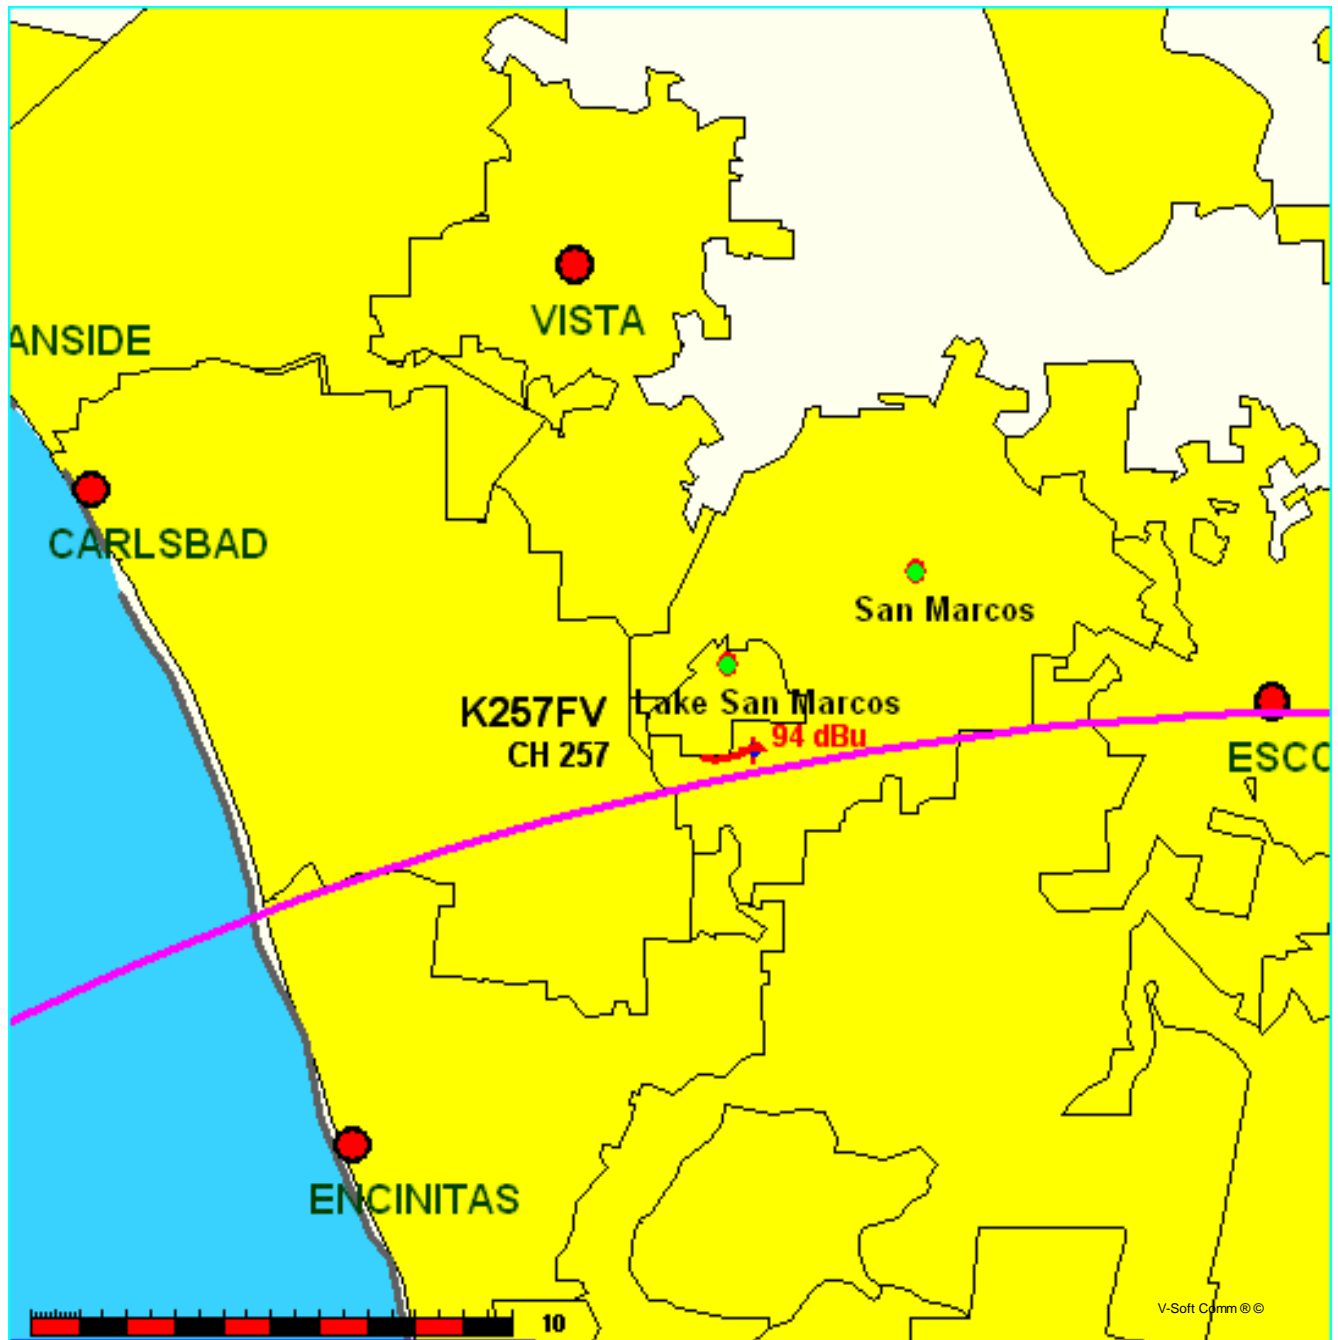 VISTA
ANSIDE
CARLSBAD
San Marcos
Lake San Marcos
K257FV
CH 257
94 dBu
ESCO
ENCINITAS
10
V-Soft Comm ® ©